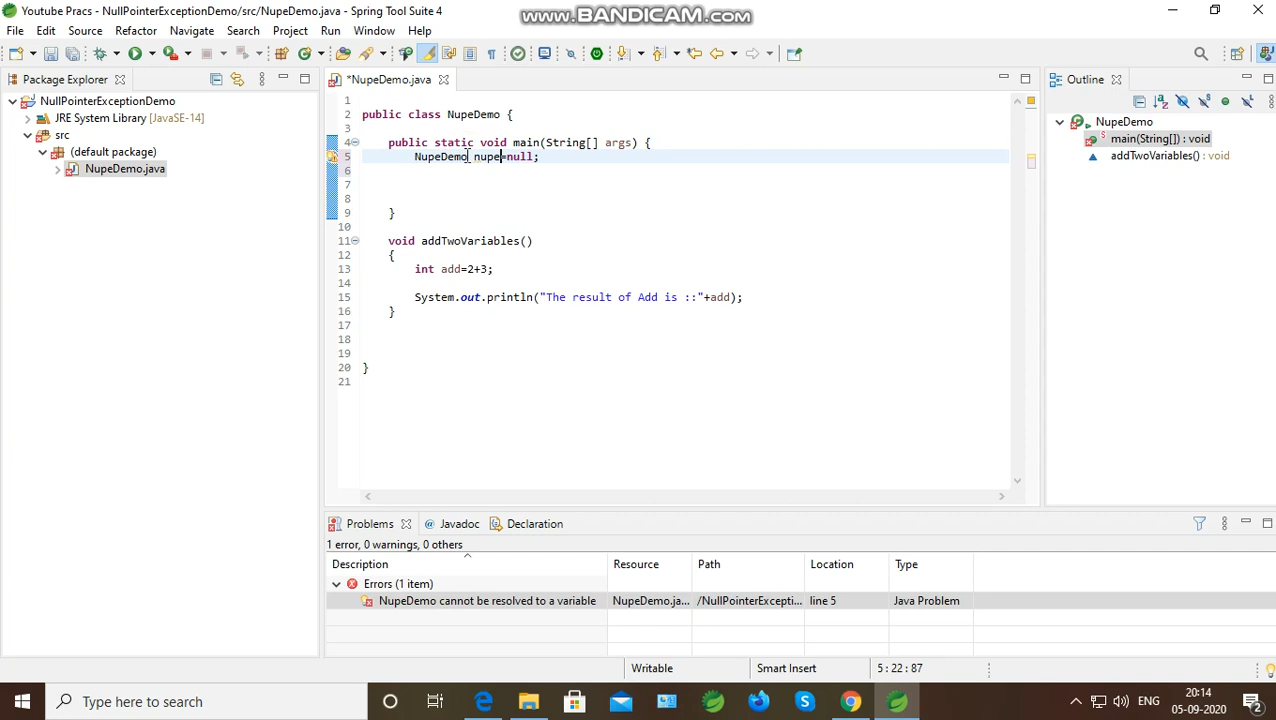 Youtube Pracs - NullPointerExceptionDemo/src/NupeDemo.java - Spring Tool Suite 4
www.BANDICAM.com
File Edit Source Refactor Navigate Search Project Run Window Help
Package Explorer
NullPointerExceptionDemo
JRE System Library [JavaSE-14]
src
(default package)
NupeDemo.java
*NupeDemo.java
1
2 public class NupeDemo {
3
4 public static void main(String[] args) {
5 NupeDemo nupe=null;
6
7
8
9 }
10
11 void addTwoVariables()
12 {
13 int add=2+3;
14
15 System.out.println("The result of Add is ::"+add);
16 }
17
18
19
20 }
21
Outline
NupeDemo
main(String[]) : void
addTwoVariables() : void
Problems @ Javadoc Declaration
1 error, 0 warnings, 0 others
Description Resource Path Location Type
Errors (1 item)
NupeDemo cannot be resolved to a variable NupeDemo.ja... /NullPointerExcepti... line 5 Java Problem
Writable Smart Insert 5 : 22 : 87
Type here to search
ENG
20:14
05-09-2020
2